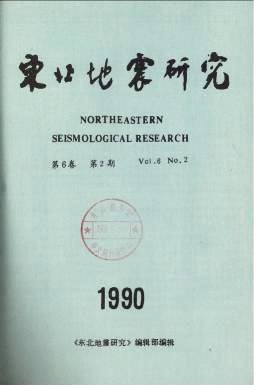 東北地震研究
NORTHEASTERN
SEISMOLOGICAL RESEARCH
第6卷 第2期 Vol.6 No.2
1990
《东北地震研究》编辑部编辑